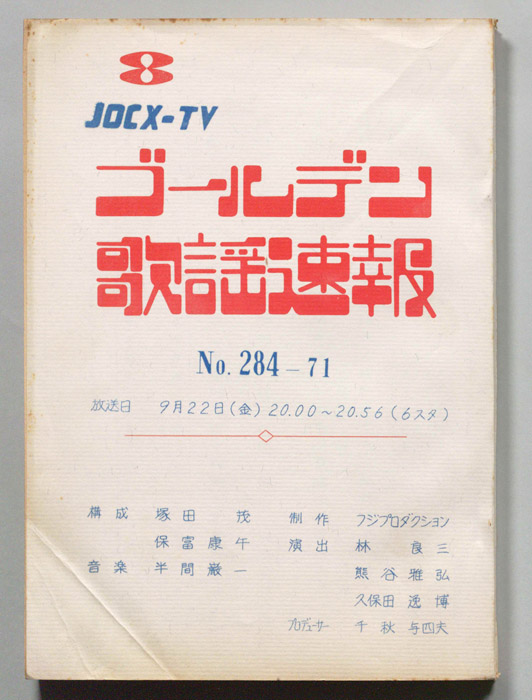 8
JOCX-TV
ゴールデン
歌謡速報
No. 284-71
放送日 9月22日(金) 20.00~20.56 (6スタ)
構成 塚田 茂 制作 フジプロダクション
保富康午 演出 林 良三
音楽 半間巌一 熊谷雅弘
久保田 逸博
プロデューサー 千秋与四夫